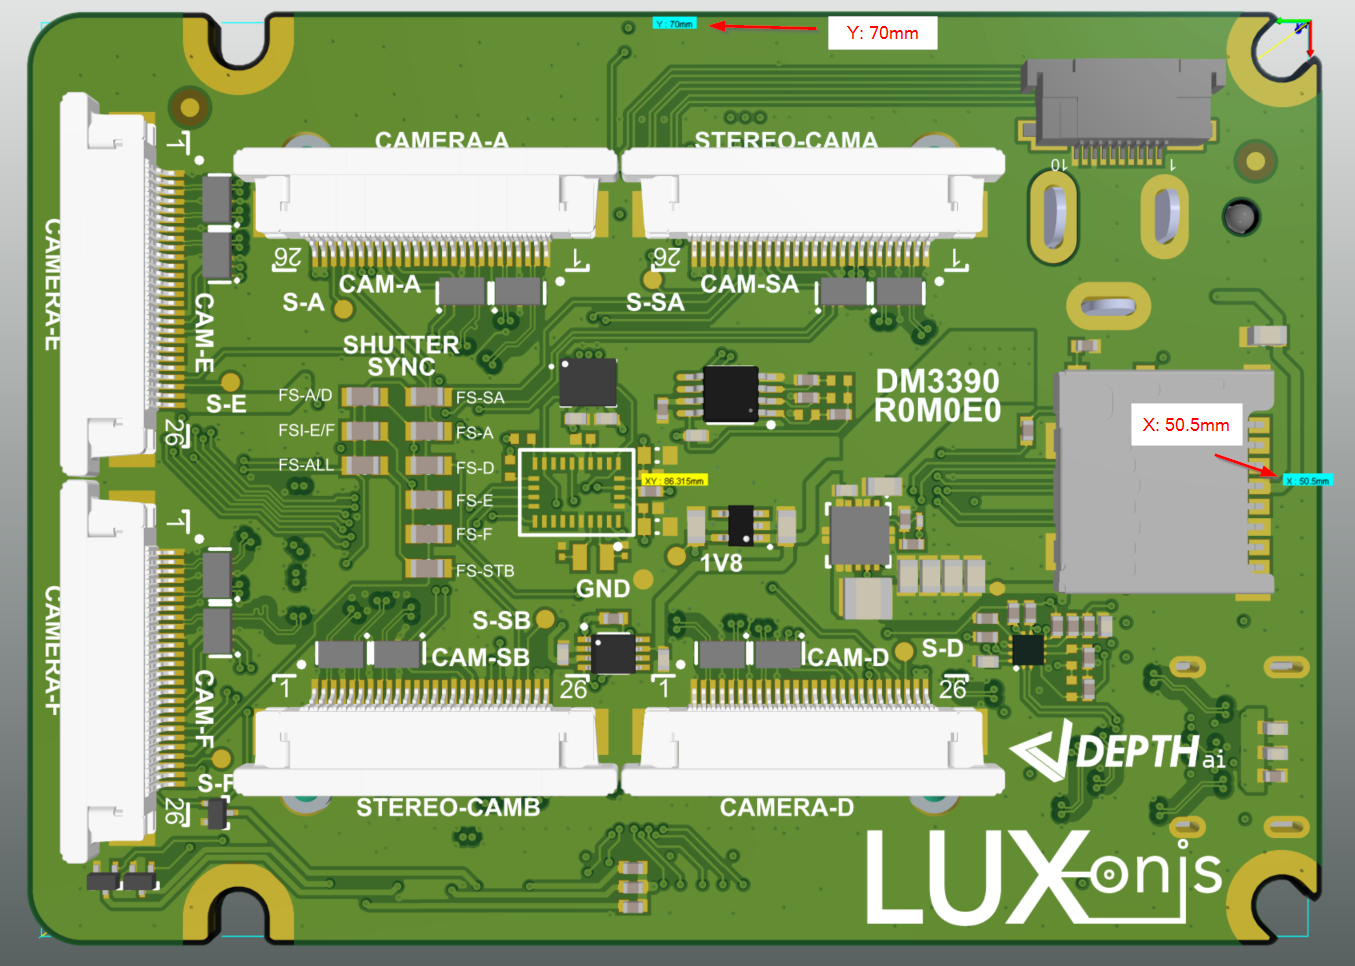 Y : 70mm
Y: 70mm
CAMERA-A
STEREO-CAMA
1
10
1
26
1
26
1
CAMERA-E
CAM-E
CAM-A
CAM-SA
S-A
S-SA
SHUTTER
SYNC
S-E
26
FS-A/D
FS-SA
FSI-E/F
FS-A
FS-ALL
FS-D
FS-E
FS-F
FS-STB
DM3390
R0M0E0
X: 50.5mm
X : 50.5mm
XY : 86.315mm
1
1V8
GND
S-SB
CAM-SB
CAM-D
S-D
1
26
1
26
CAMERA-F
CAM-F
S-F
26
STEREO-CAMB
CAMERA-D
DEPTH ai
LUXonis